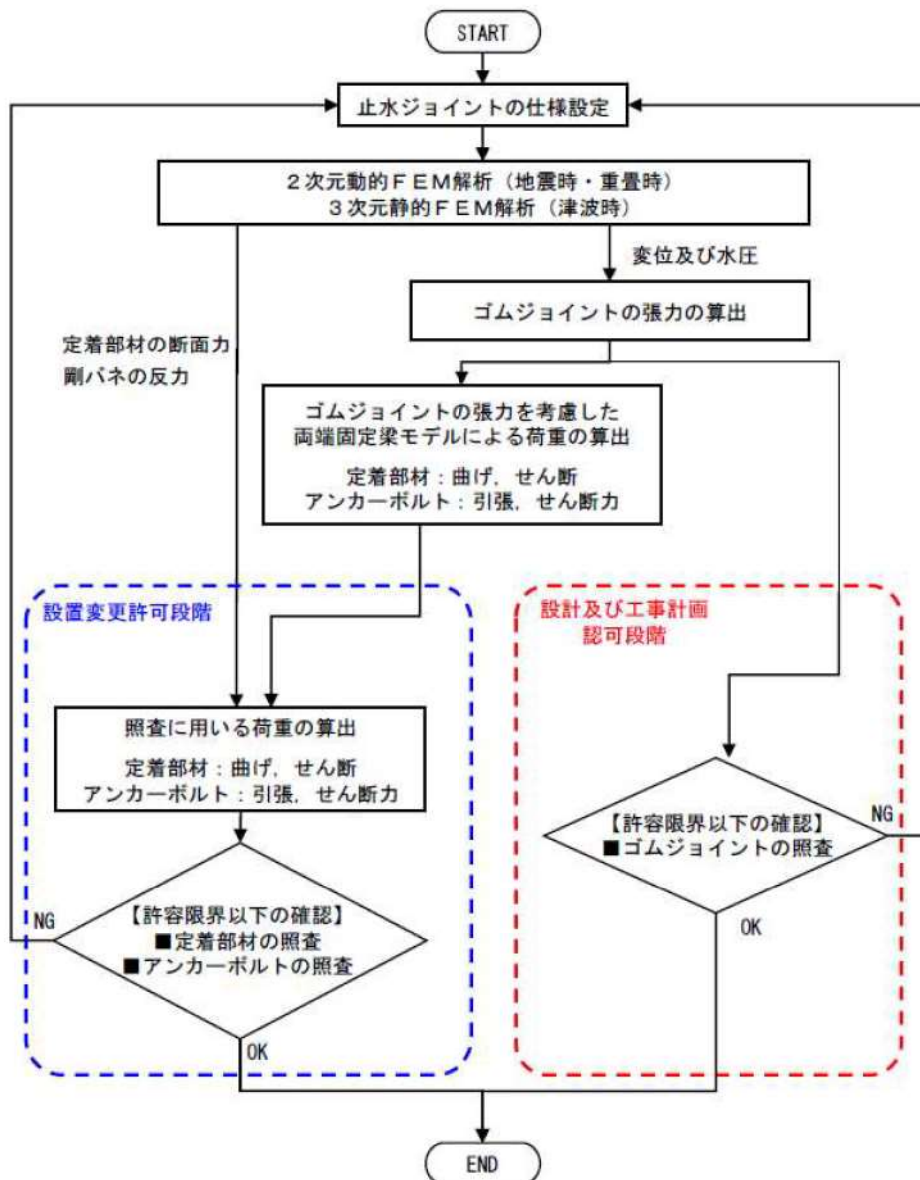 START
止水ジョイントの仕様設定
2次元動的FEM解析（地震時・重畳時）
3次元静的FEM解析（津波時）
変位及び水圧
ゴムジョイントの張力の算出
定着部材の断面力
剛バネの反力
ゴムジョイントの張力を考慮した
両端固定梁モデルによる荷重の算出
定着部材：曲げ，せん断
アンカーボルト：引張，せん断力
設置変更許可段階
設計及び工事計画
認可段階
照査に用いる荷重の算出
定着部材：曲げ，せん断
アンカーボルト：引張，せん断力
【許容限界以下の確認】
■ゴムジョイントの照査
NG
OK
【許容限界以下の確認】
■定着部材の照査
■アンカーボルトの照査
NG
OK
END